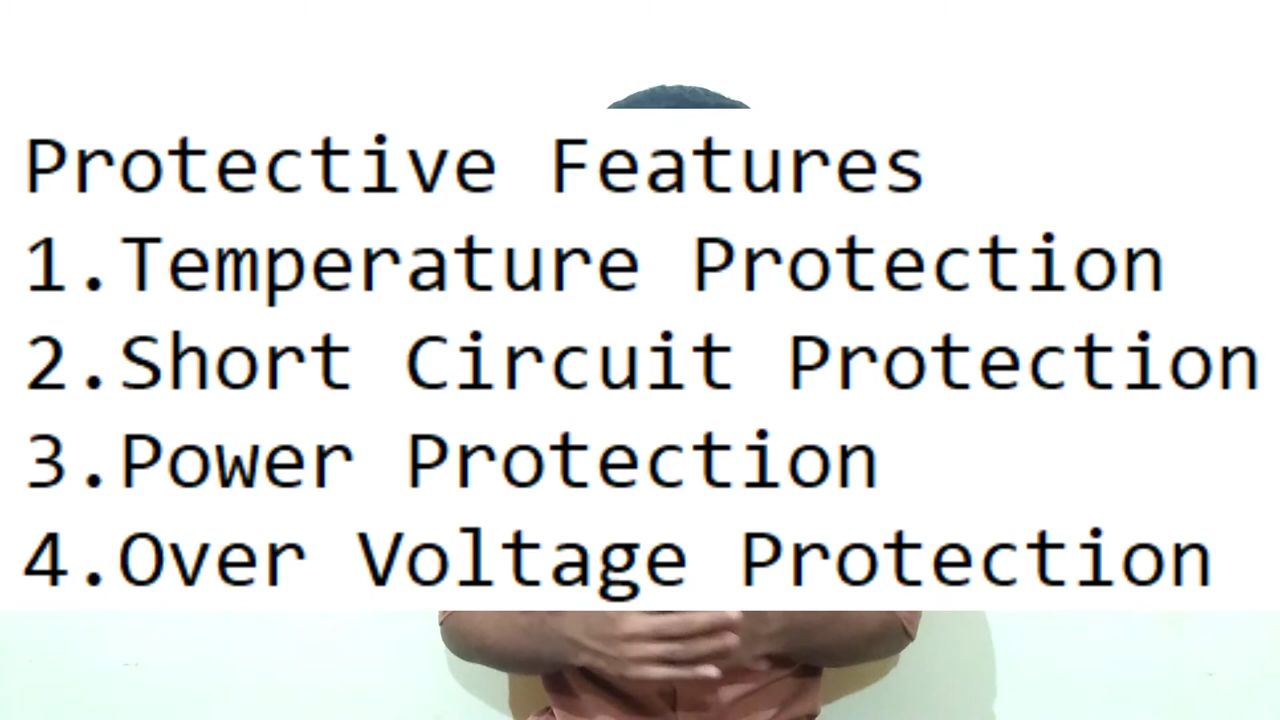 Protective Features
1.Temperature Protection
2.Short Circuit Protection
3.Power Protection
4.Over Voltage Protection